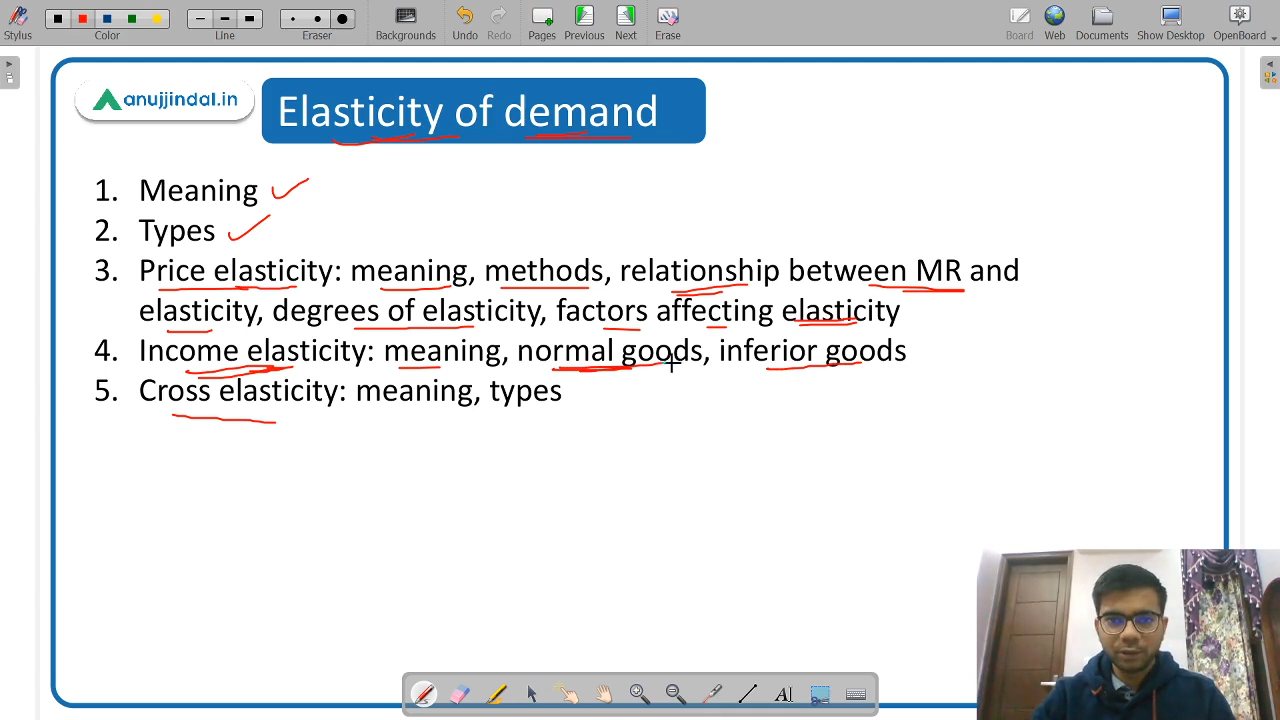 Stylus
Color
Line
Eraser
Backgrounds
Undo
Redo
Pages
Previous
Next
Erase
Board
Web
Documents
Show Desktop
OpenBoard
anujjindal.in
Elasticity of demand
1. Meaning
2. Types
3. Price elasticity: meaning, methods, relationship between MR and
elasticity, degrees of elasticity, factors affecting elasticity
4. Income elasticity: meaning, normal goods, inferior goods
5. Cross elasticity: meaning, types
AI